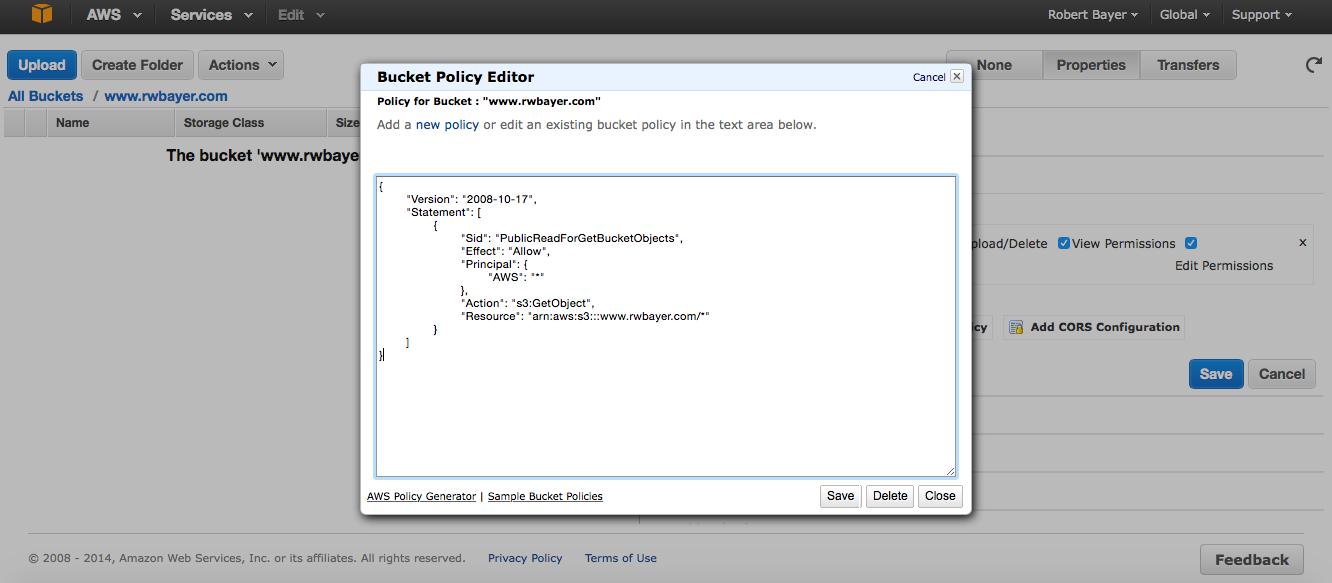 AWS Services Edit Robert Bayer Global Support
Upload Create Folder Actions None Properties Transfers
All Buckets / www.rwbayer.com
Name Storage Class Size
The bucket 'www.rwbaye
Bucket Policy Editor Cancel
Policy for Bucket : "www.rwbayer.com"
Add a new policy or edit an existing bucket policy in the text area below.
{
"Version": "2008-10-17",
"Statement": [
{
"Sid": "PublicReadForGetBucketObjects",
"Effect": "Allow",
"Principal": {
"AWS": "*"
},
"Action": "s3:GetObject",
"Resource": "arn:aws:s3:::www.rwbayer.com/*"
}
]
}
AWS Policy Generator | Sample Bucket Policies Save Delete Close
pload/Delete View Permissions x
Edit Permissions
cy Add CORS Configuration
Save Cancel
© 2008 - 2014, Amazon Web Services, Inc. or its affiliates. All rights reserved. Privacy Policy Terms of Use Feedback